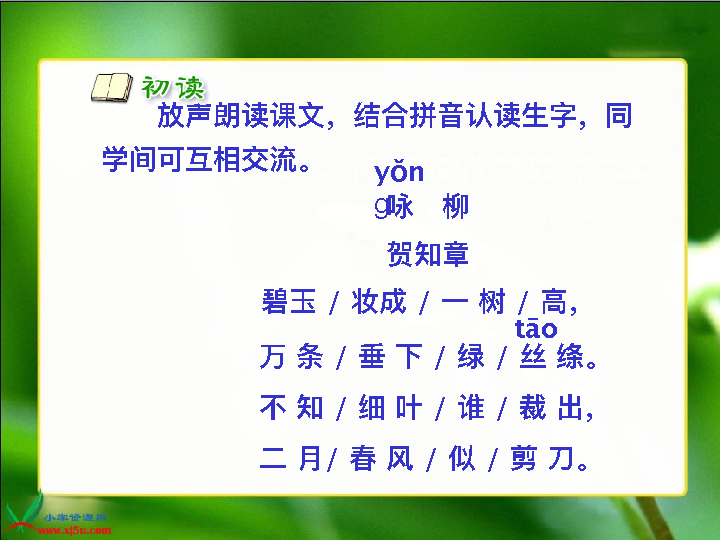 初读
放声朗读课文，结合拼音认读生字，同
学间可互相交流。
yǒn
g
咏 柳
贺知章
碧玉 / 妆成 / 一 树 / 高，
tāo
万 条 / 垂 下 / 绿 / 丝 绦。
不 知 / 细 叶 / 谁 / 裁 出，
二 月/ 春 风 / 似 / 剪 刀。
小学资源网
www.xj5u.com